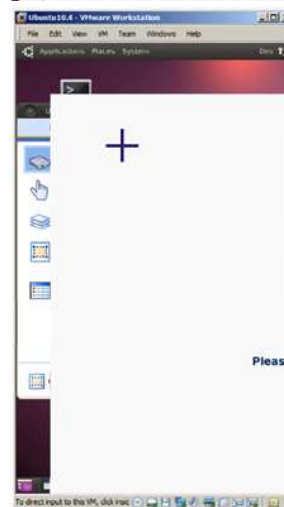 Ubuntu10.4 - VMware Workstation
File Edit View VM Team Windows Help
Applications Places System
Pleas
To direct input to this VM, click insic